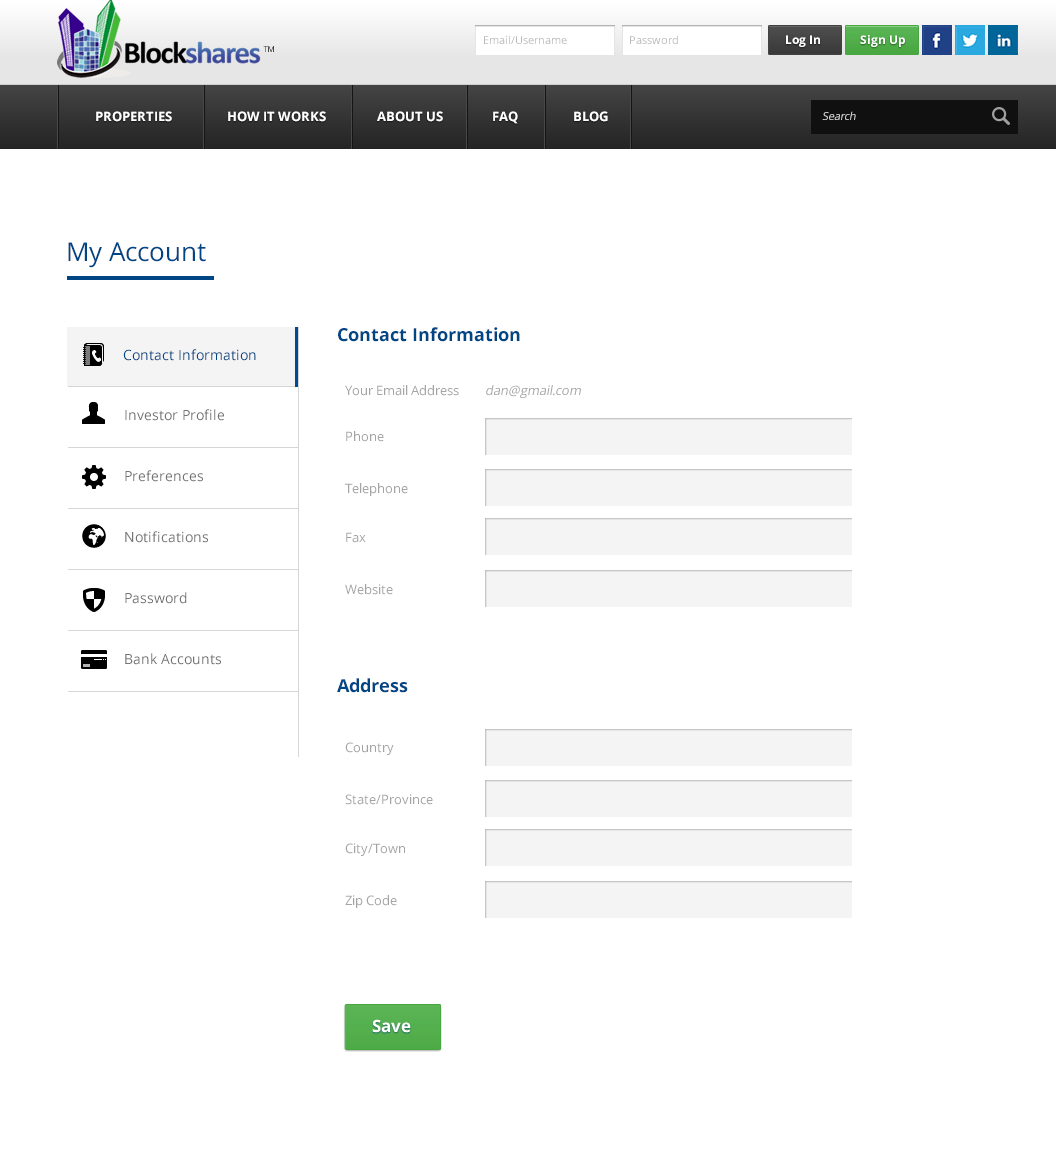 Blockshares™
Email/Username
Password
Log In
Sign Up
f
in
PROPERTIES
HOW IT WORKS
ABOUT US
FAQ
BLOG
Search
My Account
Contact Information
Investor Profile
Preferences
Notifications
Password
Bank Accounts
Contact Information
Your Email Address dan@gmail.com
Phone
Telephone
Fax
Website
Address
Country
State/Province
City/Town
Zip Code
Save